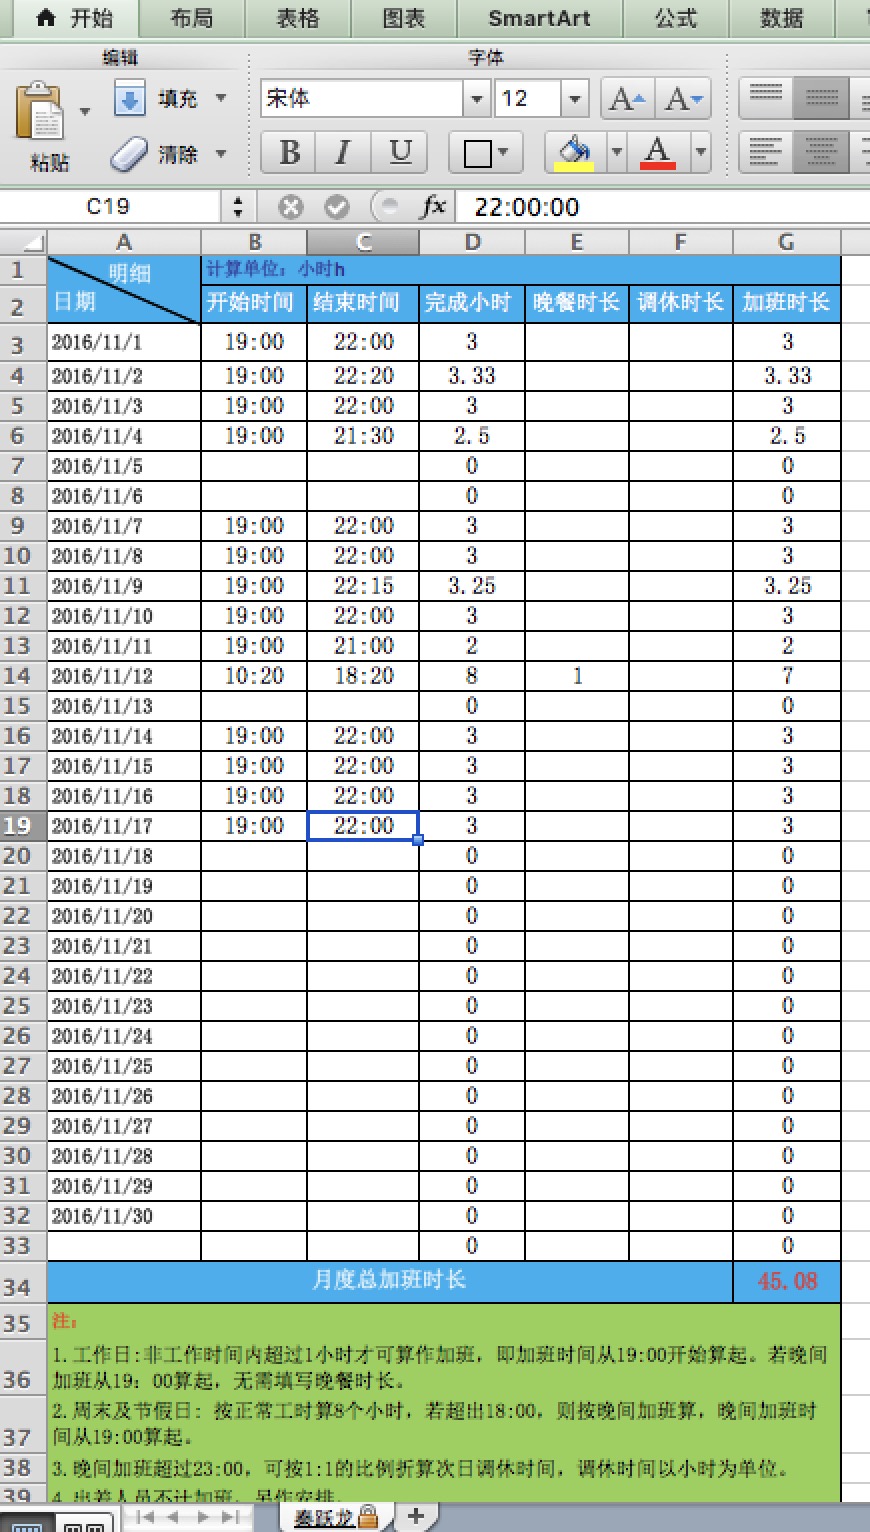 开始 布局 表格 图表 SmartArt 公式 数据
编辑 字体
填充 宋体 12 A A
粘贴 清除 B I U A
C19 fx 22:00:00
A B C D E F G
1 明细 计算单位：小时h
2 日期 开始时间 结束时间 完成小时 晚餐时长 调休时长 加班时长
3 2016/11/1 19:00 22:00 3 3
4 2016/11/2 19:00 22:20 3.33 3.33
5 2016/11/3 19:00 22:00 3 3
6 2016/11/4 19:00 21:30 2.5 2.5
7 2016/11/5 0 0
8 2016/11/6 0 0
9 2016/11/7 19:00 22:00 3 3
10 2016/11/8 19:00 22:00 3 3
11 2016/11/9 19:00 22:15 3.25 3.25
12 2016/11/10 19:00 22:00 3 3
13 2016/11/11 19:00 21:00 2 2
14 2016/11/12 10:20 18:20 8 1 7
15 2016/11/13 0 0
16 2016/11/14 19:00 22:00 3 3
17 2016/11/15 19:00 22:00 3 3
18 2016/11/16 19:00 22:00 3 3
19 2016/11/17 19:00 22:00 3 3
20 2016/11/18 0 0
21 2016/11/19 0 0
22 2016/11/20 0 0
23 2016/11/21 0 0
24 2016/11/22 0 0
25 2016/11/23 0 0
26 2016/11/24 0 0
27 2016/11/25 0 0
28 2016/11/26 0 0
29 2016/11/27 0 0
30 2016/11/28 0 0
31 2016/11/29 0 0
32 2016/11/30 0 0
33 0 0
34 月度总加班时长 45.08
35 注：
36 1.工作日:非工作时间内超过1小时才可算作加班，即加班时间从19:00开始算起。若晚间
加班从19：00算起，无需填写晚餐时长。
37 2.周末及节假日: 按正常工时算8个小时，若超出18:00，则按晚间加班算，晚间加班时
间从19:00算起。
38 3.晚间加班超过23:00，可按1:1的比例折算次日调休时间，调休时间以小时为单位。
39 4.出差人员不计加班，另作安排。
秦跃龙